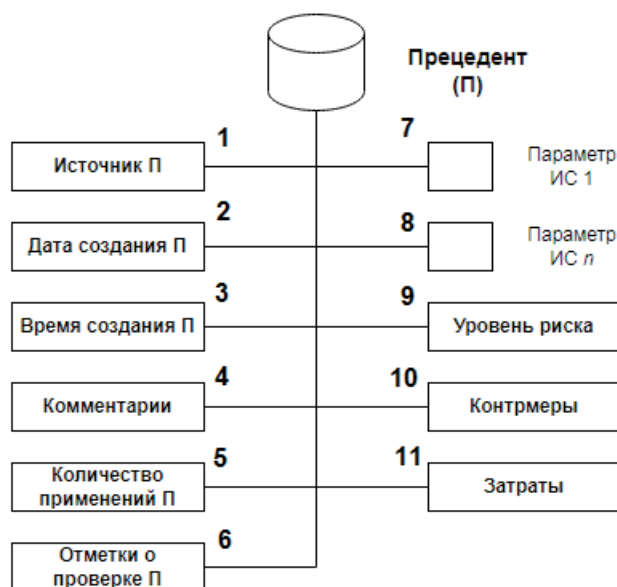 Прецедент
(П)
1
7
Источник П
Параметр
ИС 1
2
8
Дата создания П
Параметр
ИС n
3
9
Время создания П
Уровень риска
4
10
Комментарии
Контрмеры
5
11
Количество
применений П
Затраты
6
Отметки о
проверке П